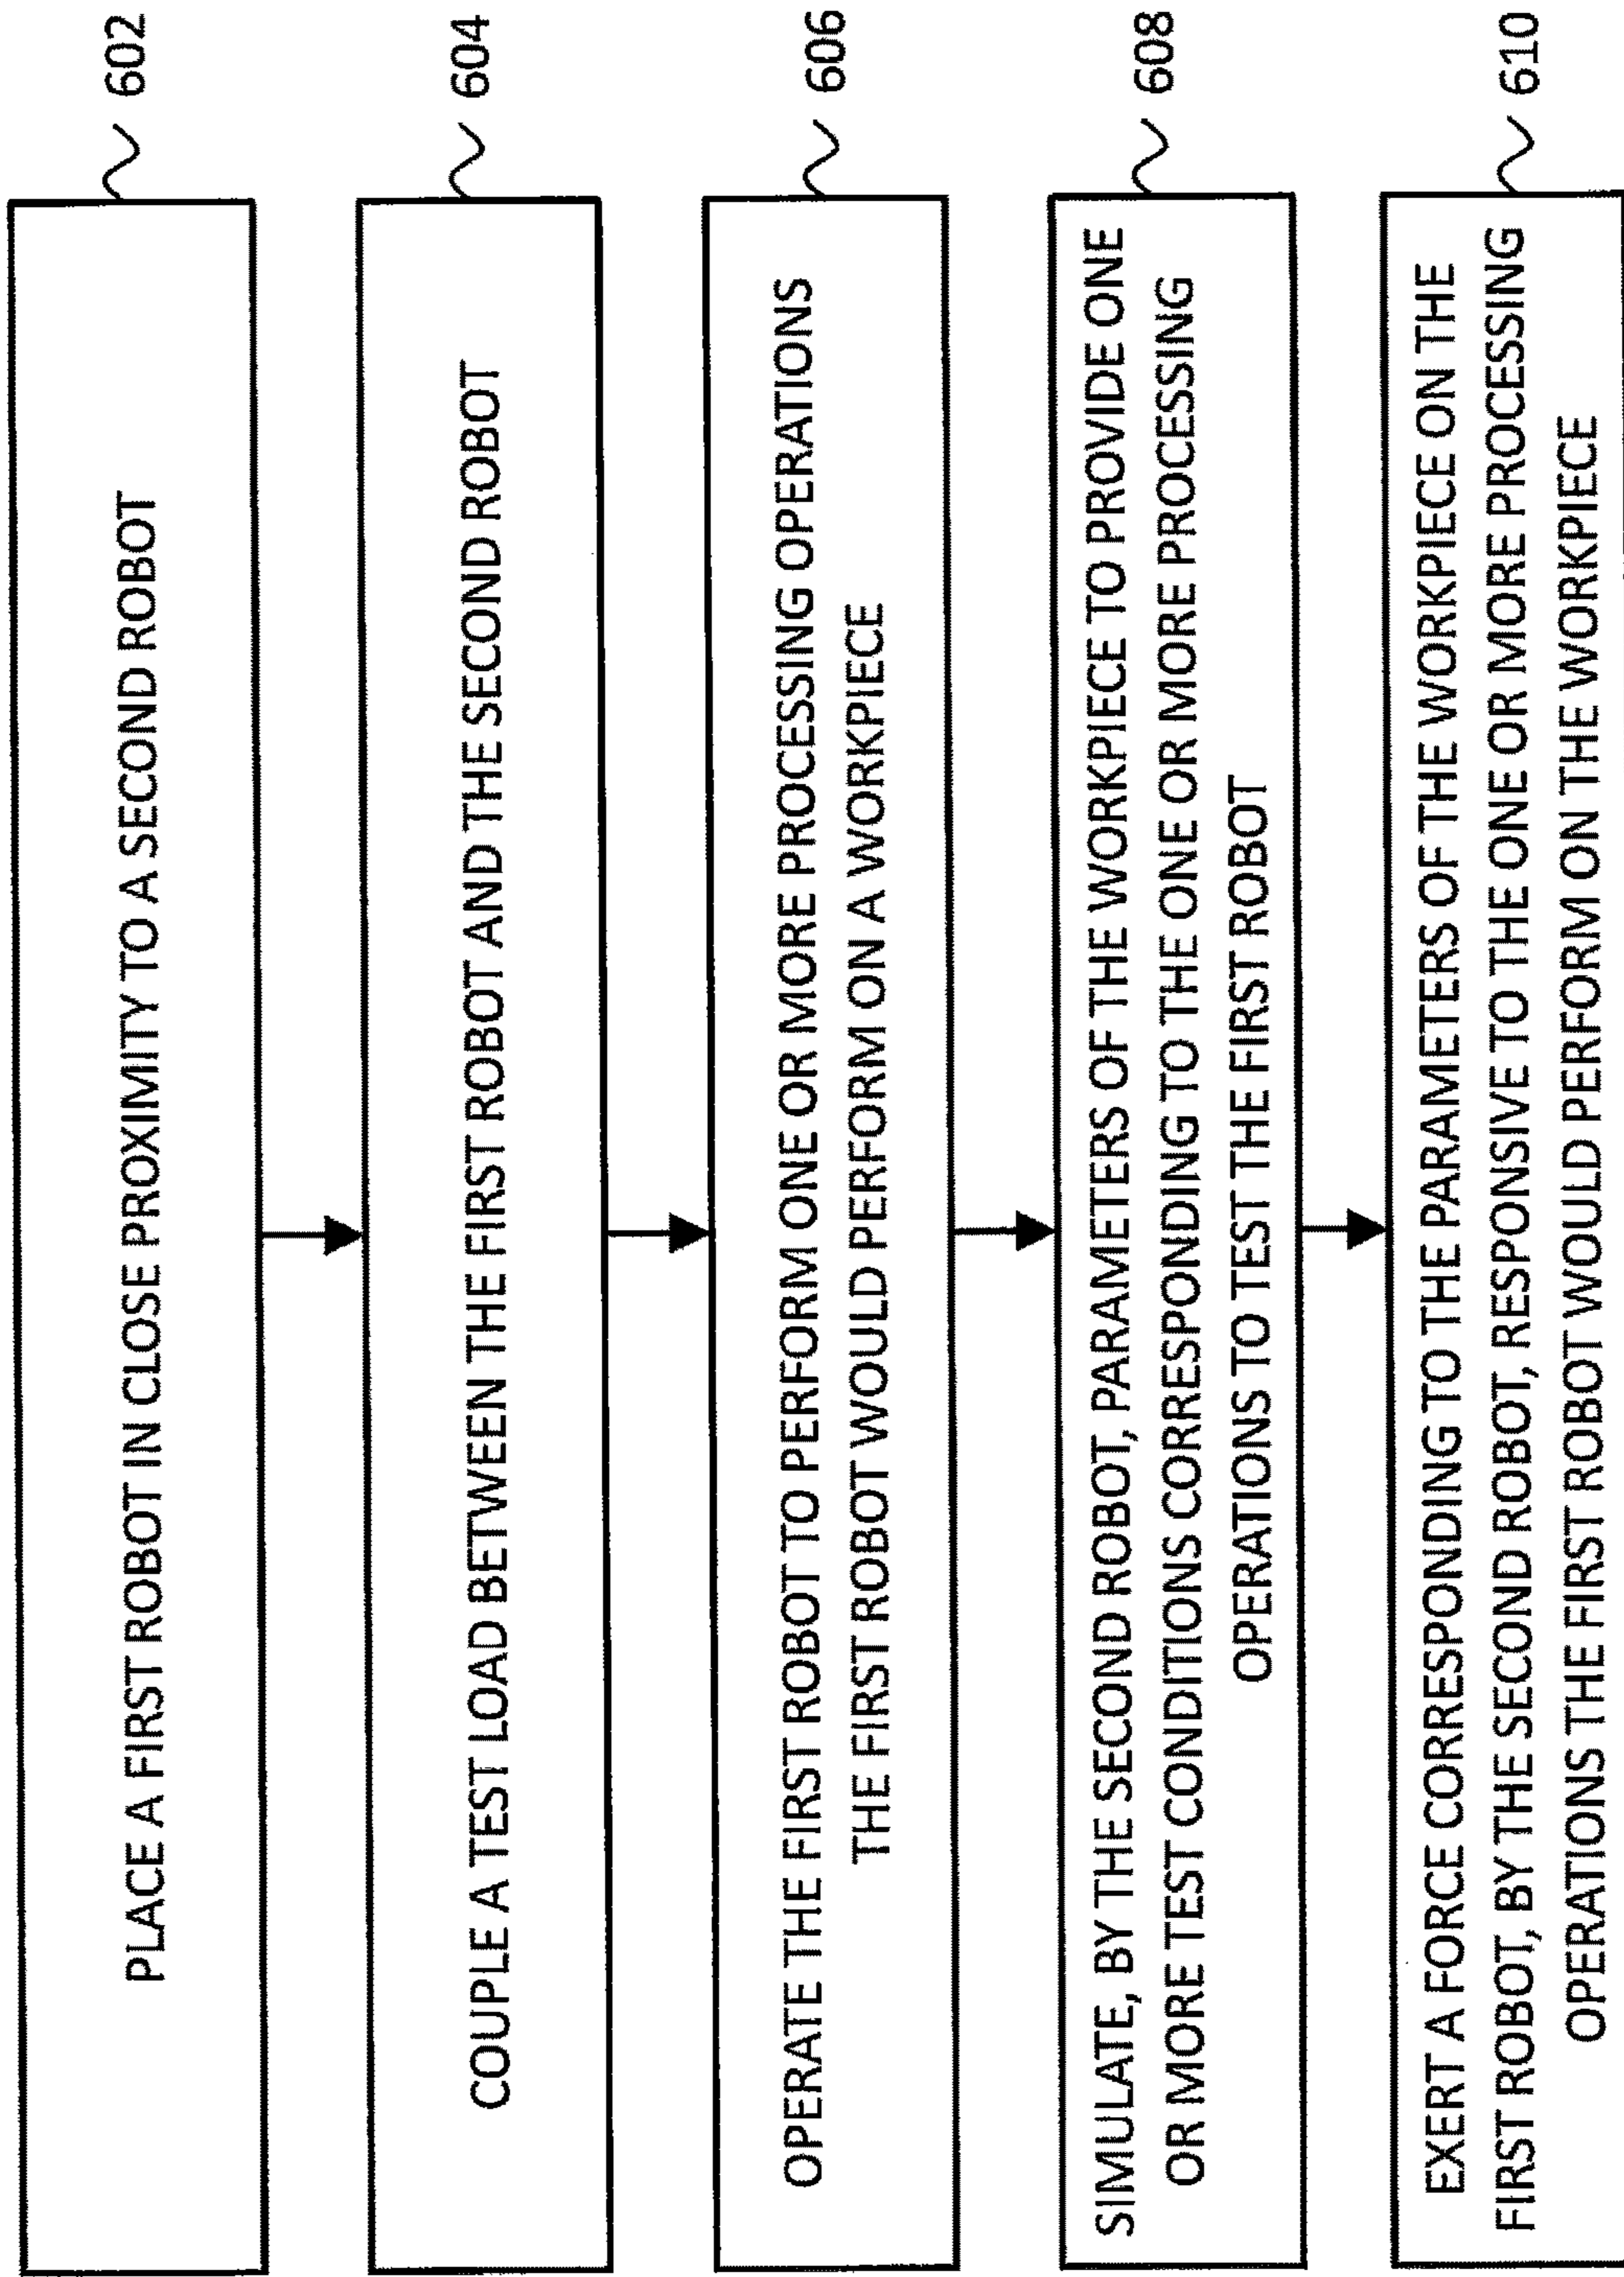 PLACE A FIRST ROBOT IN CLOSE PROXIMITY TO A SECOND ROBOT
602
COUPLE A TEST LOAD BETWEEN THE FIRST ROBOT AND THE SECOND ROBOT
604
OPERATE THE FIRST ROBOT TO PERFORM ONE OR MORE PROCESSING OPERATIONS
THE FIRST ROBOT WOULD PERFORM ON A WORKPIECE
606
SIMULATE, BY THE SECOND ROBOT, PARAMETERS OF THE WORKPIECE TO PROVIDE ONE
OR MORE TEST CONDITIONS CORRESPONDING TO THE ONE OR MORE PROCESSING
OPERATIONS TO TEST THE FIRST ROBOT
608
EXERT A FORCE CORRESPONDING TO THE PARAMETERS OF THE WORKPIECE ON THE
FIRST ROBOT, BY THE SECOND ROBOT, RESPONSIVE TO THE ONE OR MORE PROCESSING
OPERATIONS THE FIRST ROBOT WOULD PERFORM ON THE WORKPIECE
610